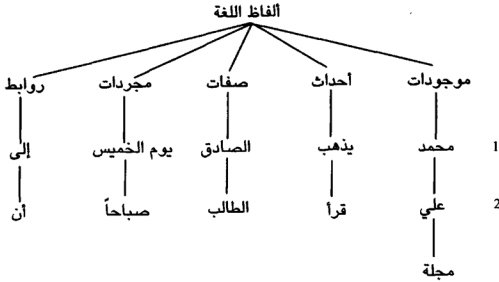 ألفاظ اللغة
موجودات أحداث صفات مجردات روابط
1 محمد يذهب الصادق يوم الخميس إلى
2 علي قرأ الطالب صباحاً أن
مجلة